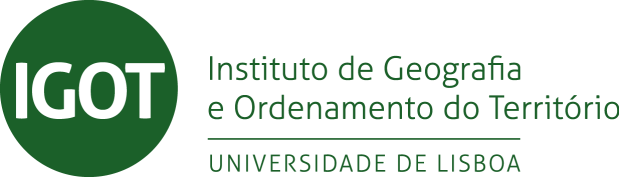 IGOT
Instituto de Geografia
e Ordenamento do Território
UNIVERSIDADE DE LISBOA